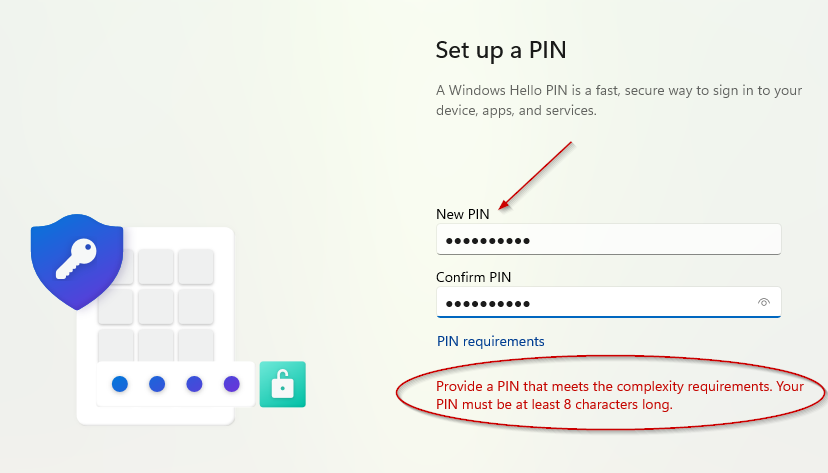 Set up a PIN
A Windows Hello PIN is a fast, secure way to sign in to your
device, apps, and services.
New PIN
●●●●●●●●●●
Confirm PIN
●●●●●●●●●●
PIN requirements
Provide a PIN that meets the complexity requirements. Your
PIN must be at least 8 characters long.